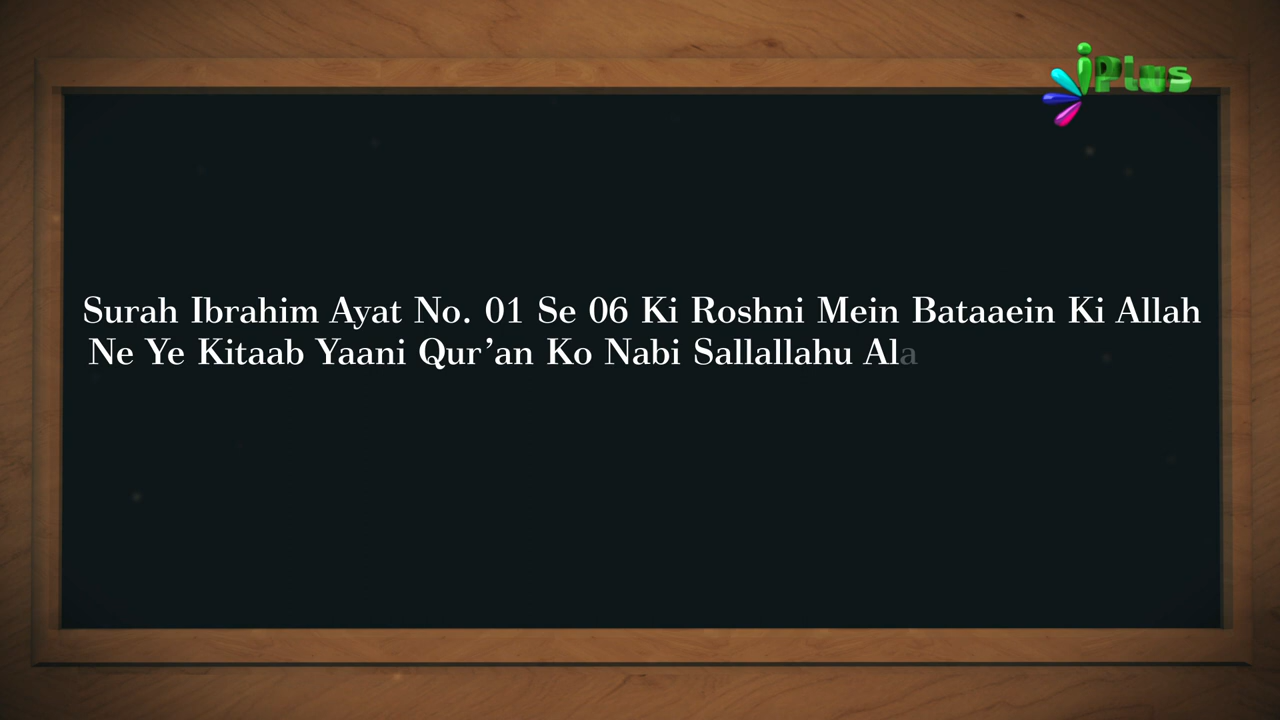 iPlus
Surah Ibrahim Ayat No. 01 Se 06 Ki Roshni Mein Bataaein Ki Allah
Ne Ye Kitaab Yaani Qur’an Ko Nabi Sallallahu Ala